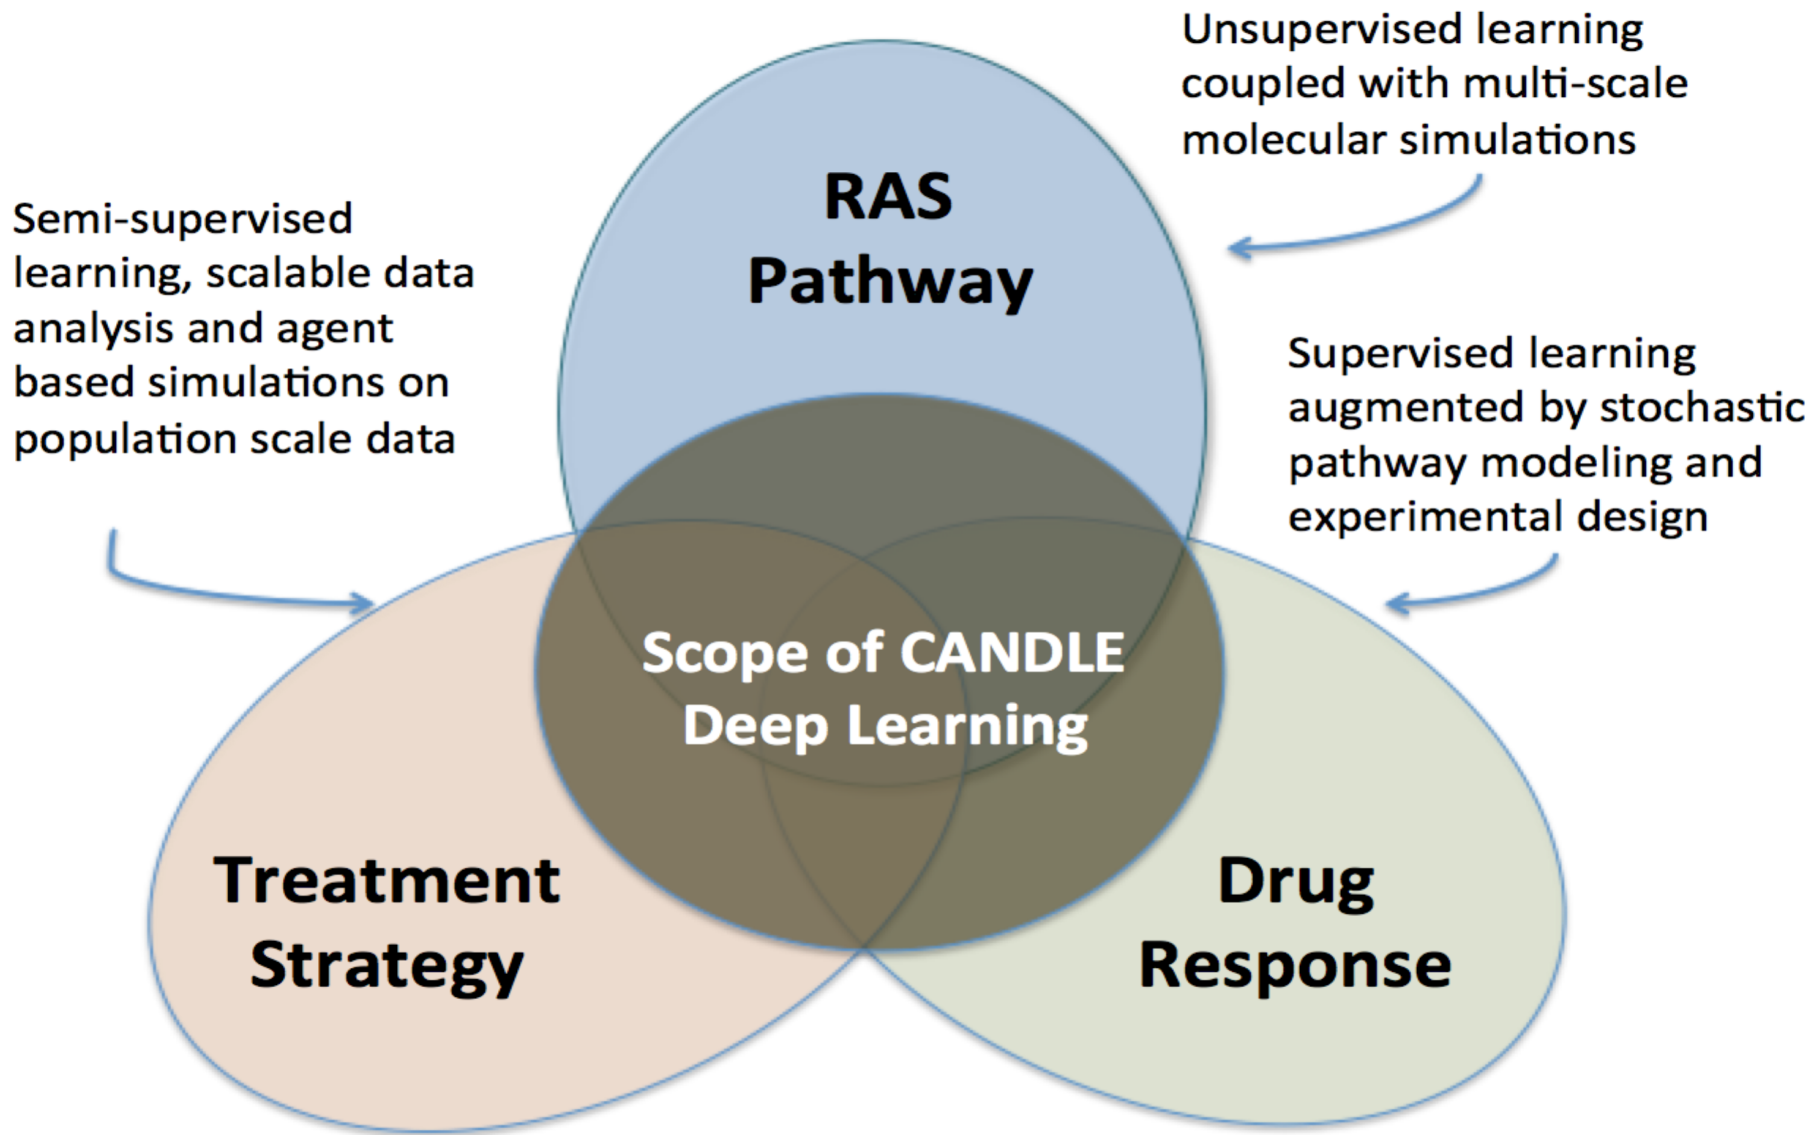 Unsupervised learning
coupled with multi-scale
molecular simulations
RAS
Pathway
Semi-supervised
learning, scalable data
analysis and agent
based simulations on
population scale data
Supervised learning
augmented by stochastic
pathway modeling and
experimental design
Scope of CANDLE
Deep Learning
Treatment
Strategy
Drug
Response